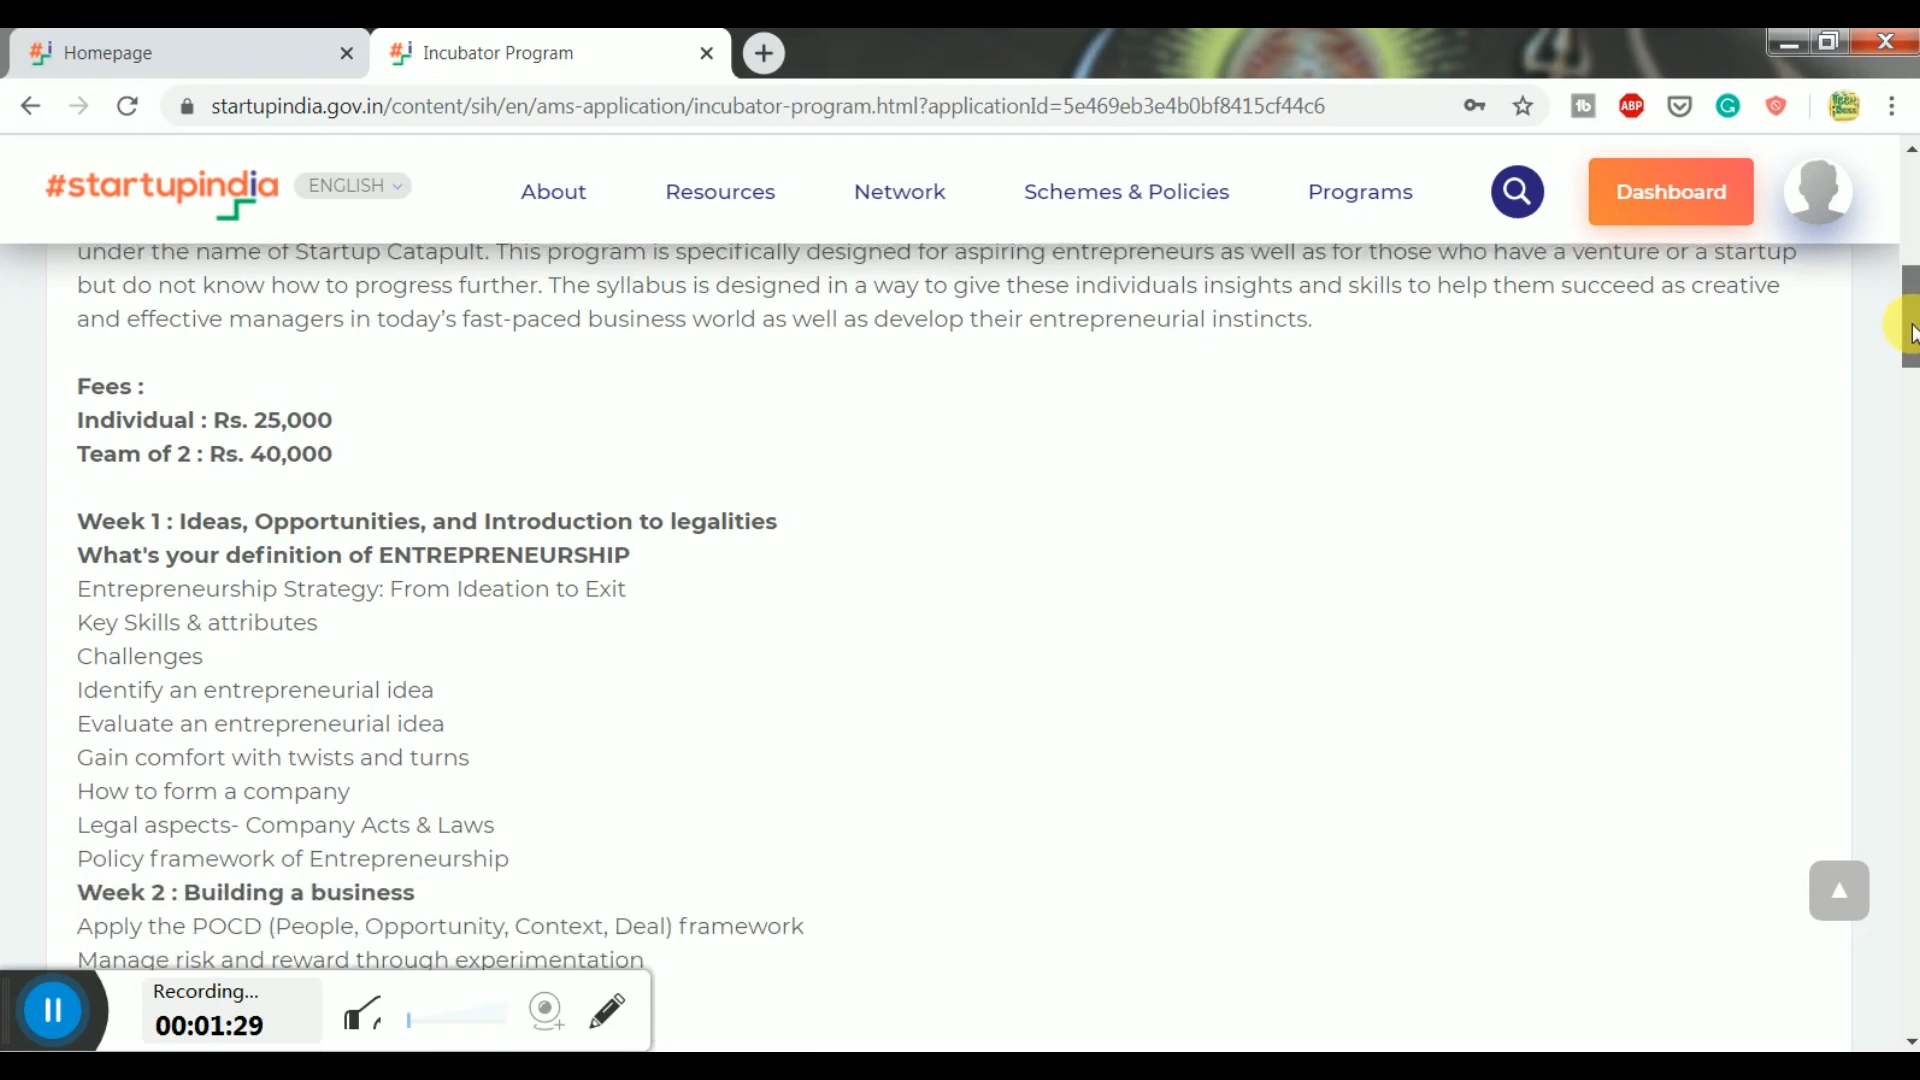 Homepage
Incubator Program
startupindia.gov.in/content/sih/en/ams-application/incubator-program.html?applicationId=5e469eb3e4b0bf8415cf44c6
ABP
#startupindia
ENGLISH
About
Resources
Network
Schemes & Policies
Programs
Dashboard
under the name of Startup Catapult. This program is specifically designed for aspiring entrepreneurs as well as for those who have a venture or a startup
but do not know how to progress further. The syllabus is designed in a way to give these individuals insights and skills to help them succeed as creative
and effective managers in today's fast-paced business world as well as develop their entrepreneurial instincts.
Fees :
Individual : Rs. 25,000
Team of 2 : Rs. 40,000
Week 1 : Ideas, Opportunities, and Introduction to legalities
What's your definition of ENTREPRENEURSHIP
Entrepreneurship Strategy: From Ideation to Exit
Key Skills & attributes
Challenges
Identify an entrepreneurial idea
Evaluate an entrepreneurial idea
Gain comfort with twists and turns
How to form a company
Legal aspects- Company Acts & Laws
Policy framework of Entrepreneurship
Week 2 : Building a business
Apply the POCD (People, Opportunity, Context, Deal) framework
Manage risk and reward through experimentation
Recording...
00:01:29